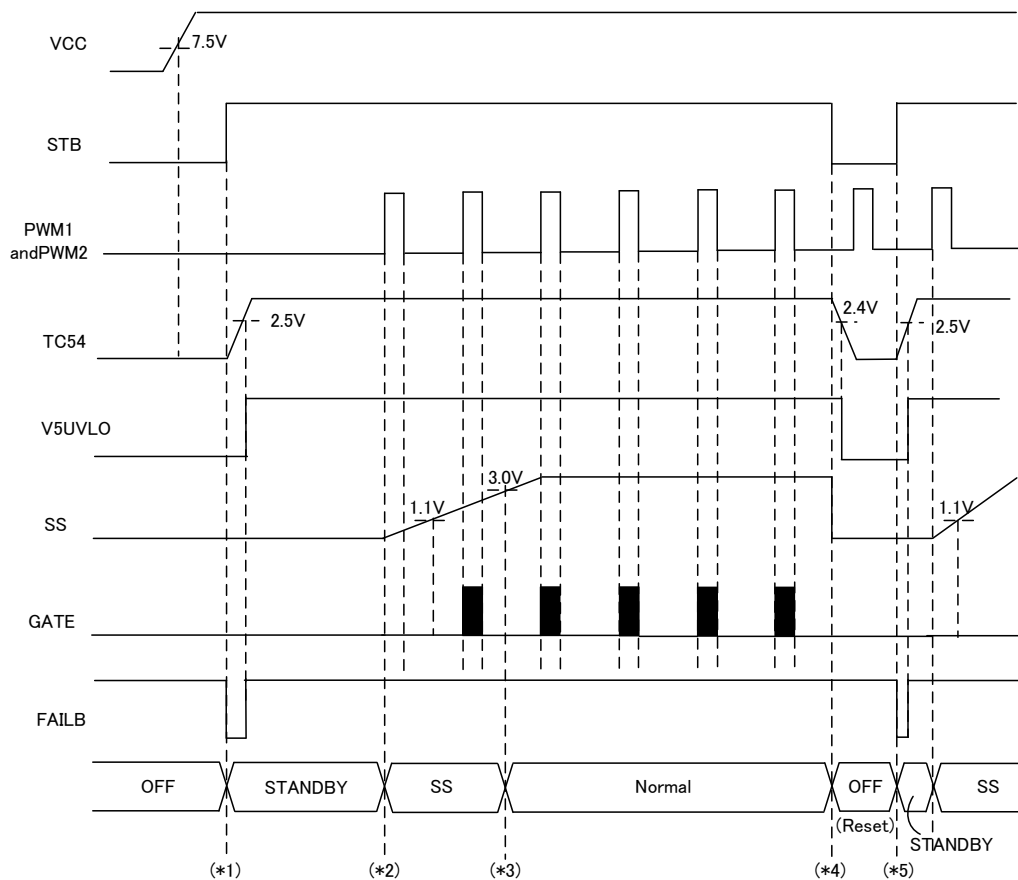 VCC
7.5V
STB
PWM1
andPWM2
TC54
2.5V
2.4V
2.5V
V5UVLO
SS
1.1V
3.0V
1.1V
GATE
FAILB
OFF
STANDBY
SS
Normal
OFF
SS
(Reset)
STANDBY
(*1)
(*2)
(*3)
(*4)
(*5)